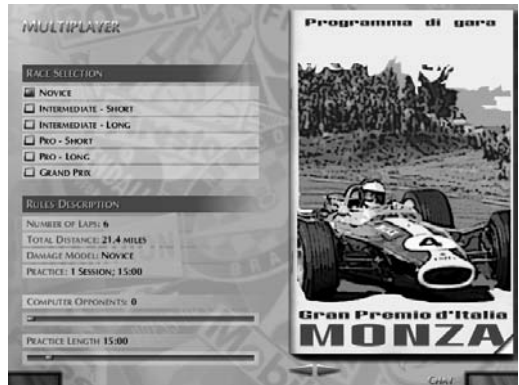 MULTIPLAYER
RACE SELECTION
NOVICE
INTERMEDIATE - SHORT
INTERMEDIATE - LONG
PRO - SHORT
PRO - LONG
GRAND PRIX
RULES DESCRIPTION
NUMBER OF LAPS: 6
TOTAL DISTANCE: 21.4 MILES
DAMAGE MODEL: NOVICE
PRACTICE: 1 SESSION; 15:00
COMPUTER OPPONENTS: 0
PRACTICE LENGTH 15:00
Programma di gara
4
Gran Premio d'Italia
MONZA